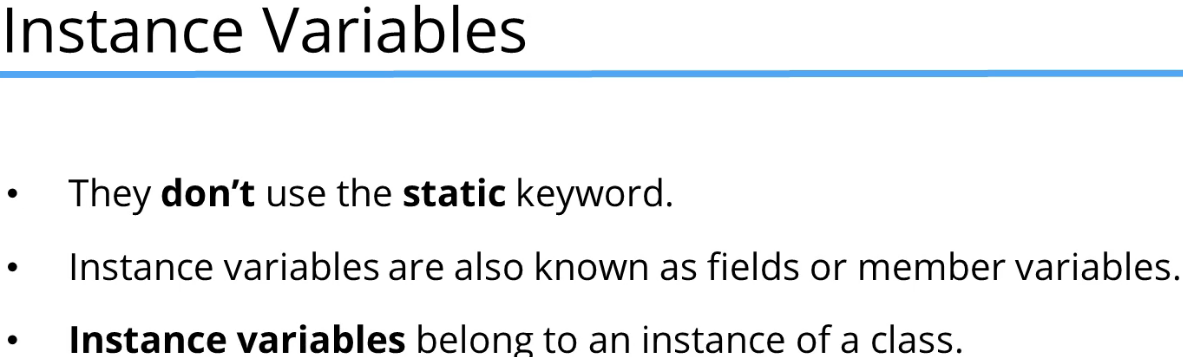 Instance Variables
• They don’t use the static keyword.
• Instance variables are also known as fields or member variables.
• Instance variables belong to an instance of a class.